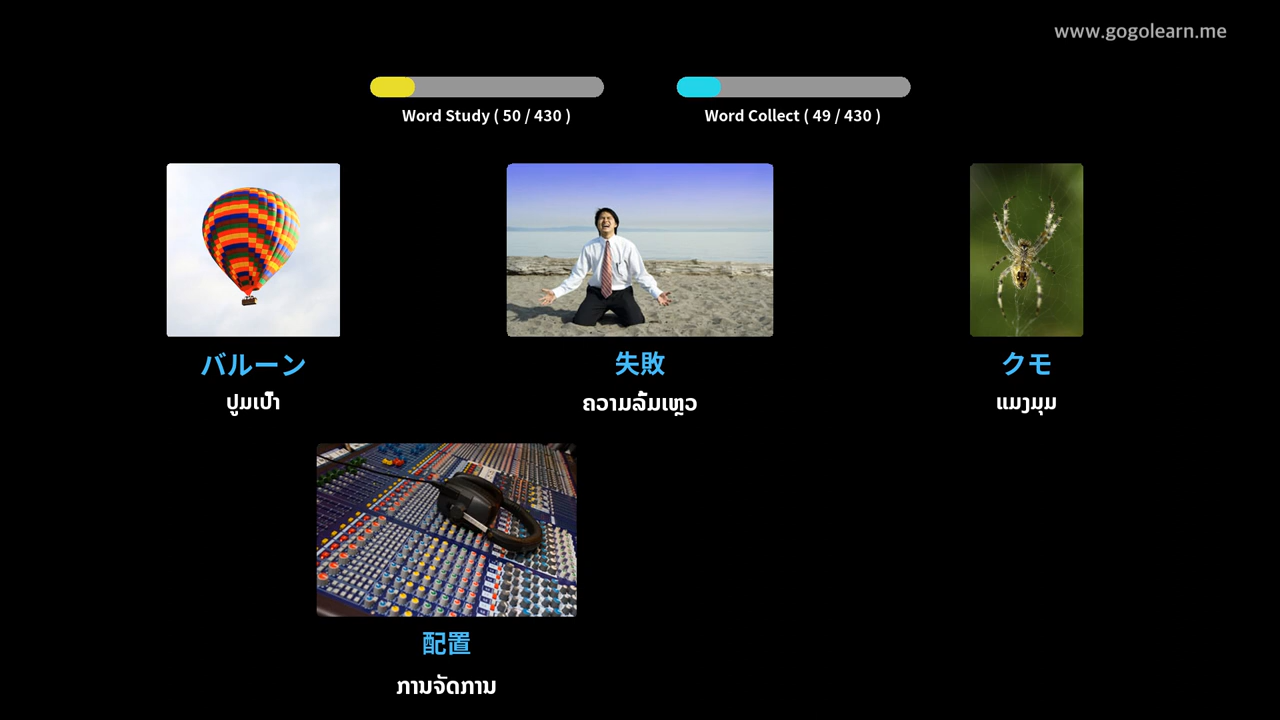 www.gogolearn.me
Word Study ( 50 / 430 )
Word Collect ( 49 / 430 )
バルーン
失敗
クモ
ປູມເປົ້າ
ຄວາມລົ້ມເຫຼວ
ແມງມຸມ
配置
ການຈັດການ